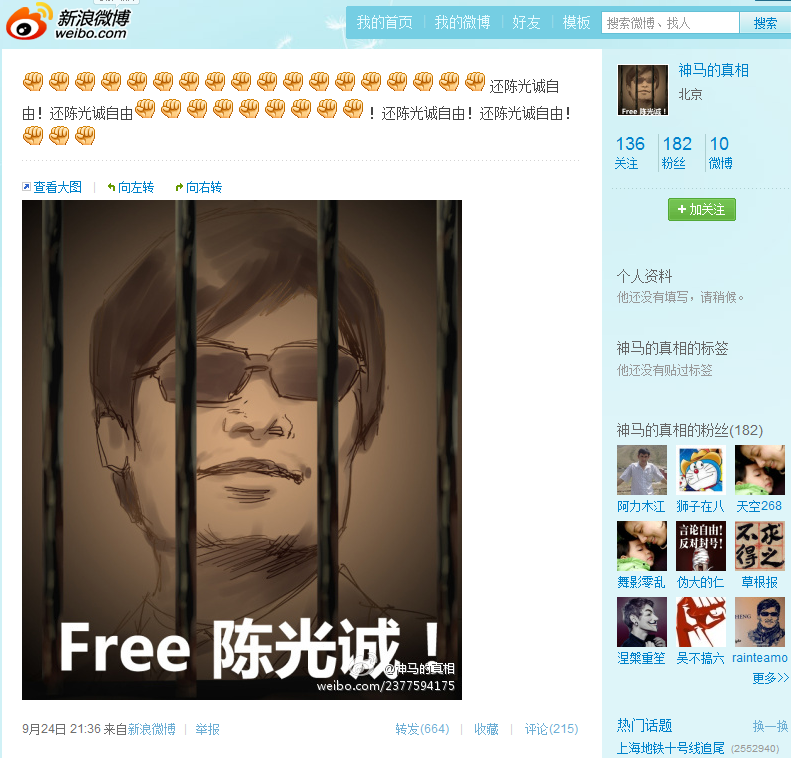 新浪微博
weibo.com
我的首页 我的微博 好友 模板 搜索微博、找人 搜索
还陈光诚自
由！还陈光诚自由！还陈光诚自由！还陈光诚自由！
查看大图 | 向左转 向右转
Free 陈光诚！
@神马的真相
weibo.com/2377594175
9月24日 21:36 来自新浪微博 | 举报 转发(664) | 收藏 | 评论(215)
Free 陈光诚！
神马的真相
北京
136 182 10
关注 粉丝 微博
+ 加关注
个人资料
他还没有填写，请稍候。
神马的真相的标签
他还没有贴过标签
神马的真相的粉丝(182)
阿力木江 狮子在八 天空268
言论自由！
反对封号！
不求
得之
舞影零乱 伪大的仁 草根报
HENG
涅槃重笙 吴不搞六 rainteamo
更多>>
热门话题 换一换
上海地铁十号线追尾 (2552940)